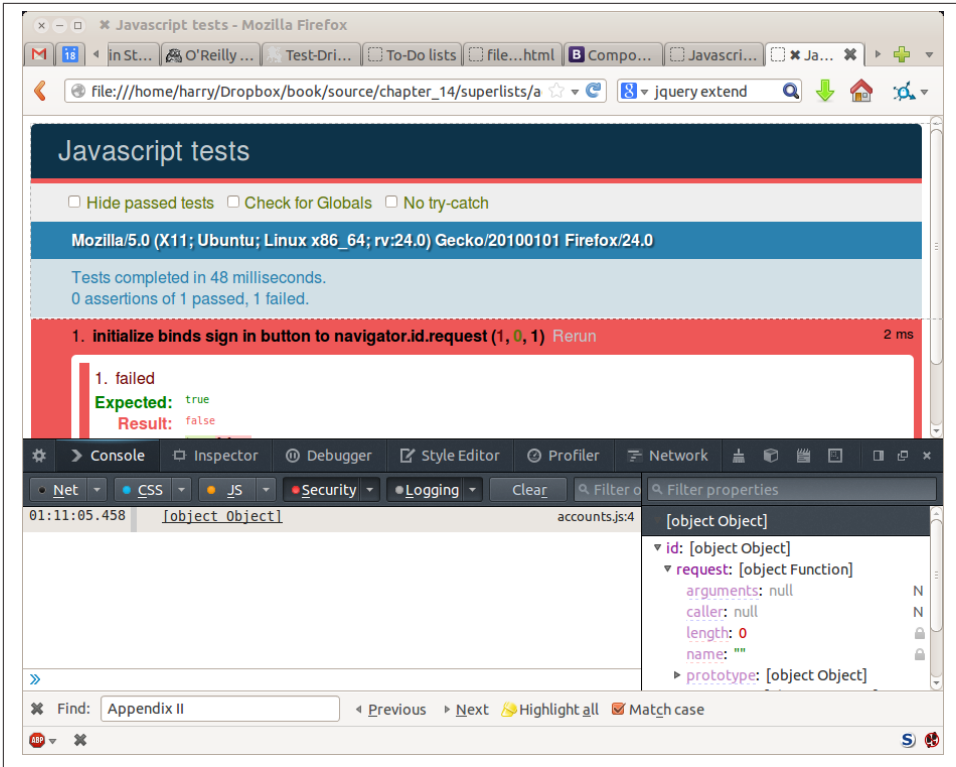 ✖ Javascript tests - Mozilla Firefox
in St... O'Reilly ... Test-Dri... To-Do lists file...html Compo... Javascri... ✖ Ja...
file:///home/harry/Dropbox/book/source/chapter_14/superlists/a jquery extend
Javascript tests
Hide passed tests Check for Globals No try-catch
Mozilla/5.0 (X11; Ubuntu; Linux x86_64; rv:24.0) Gecko/20100101 Firefox/24.0
Tests completed in 48 milliseconds.
0 assertions of 1 passed, 1 failed.
1. initialize binds sign in button to navigator.id.request (1, 0, 1) Rerun 2 ms
1. failed
Expected: true
Result: false
Console Inspector Debugger Style Editor Profiler Network
Net CSS JS Security Logging Clear Filter o Filter properties
01:11:05.458 [object Object] accounts.js:4
[object Object]
id: [object Object]
request: [object Function]
arguments: null N
caller: null N
length: 0
name: ""
prototype: [object Object]
Find: Appendix II Previous Next Highlight all Match case
ABP S